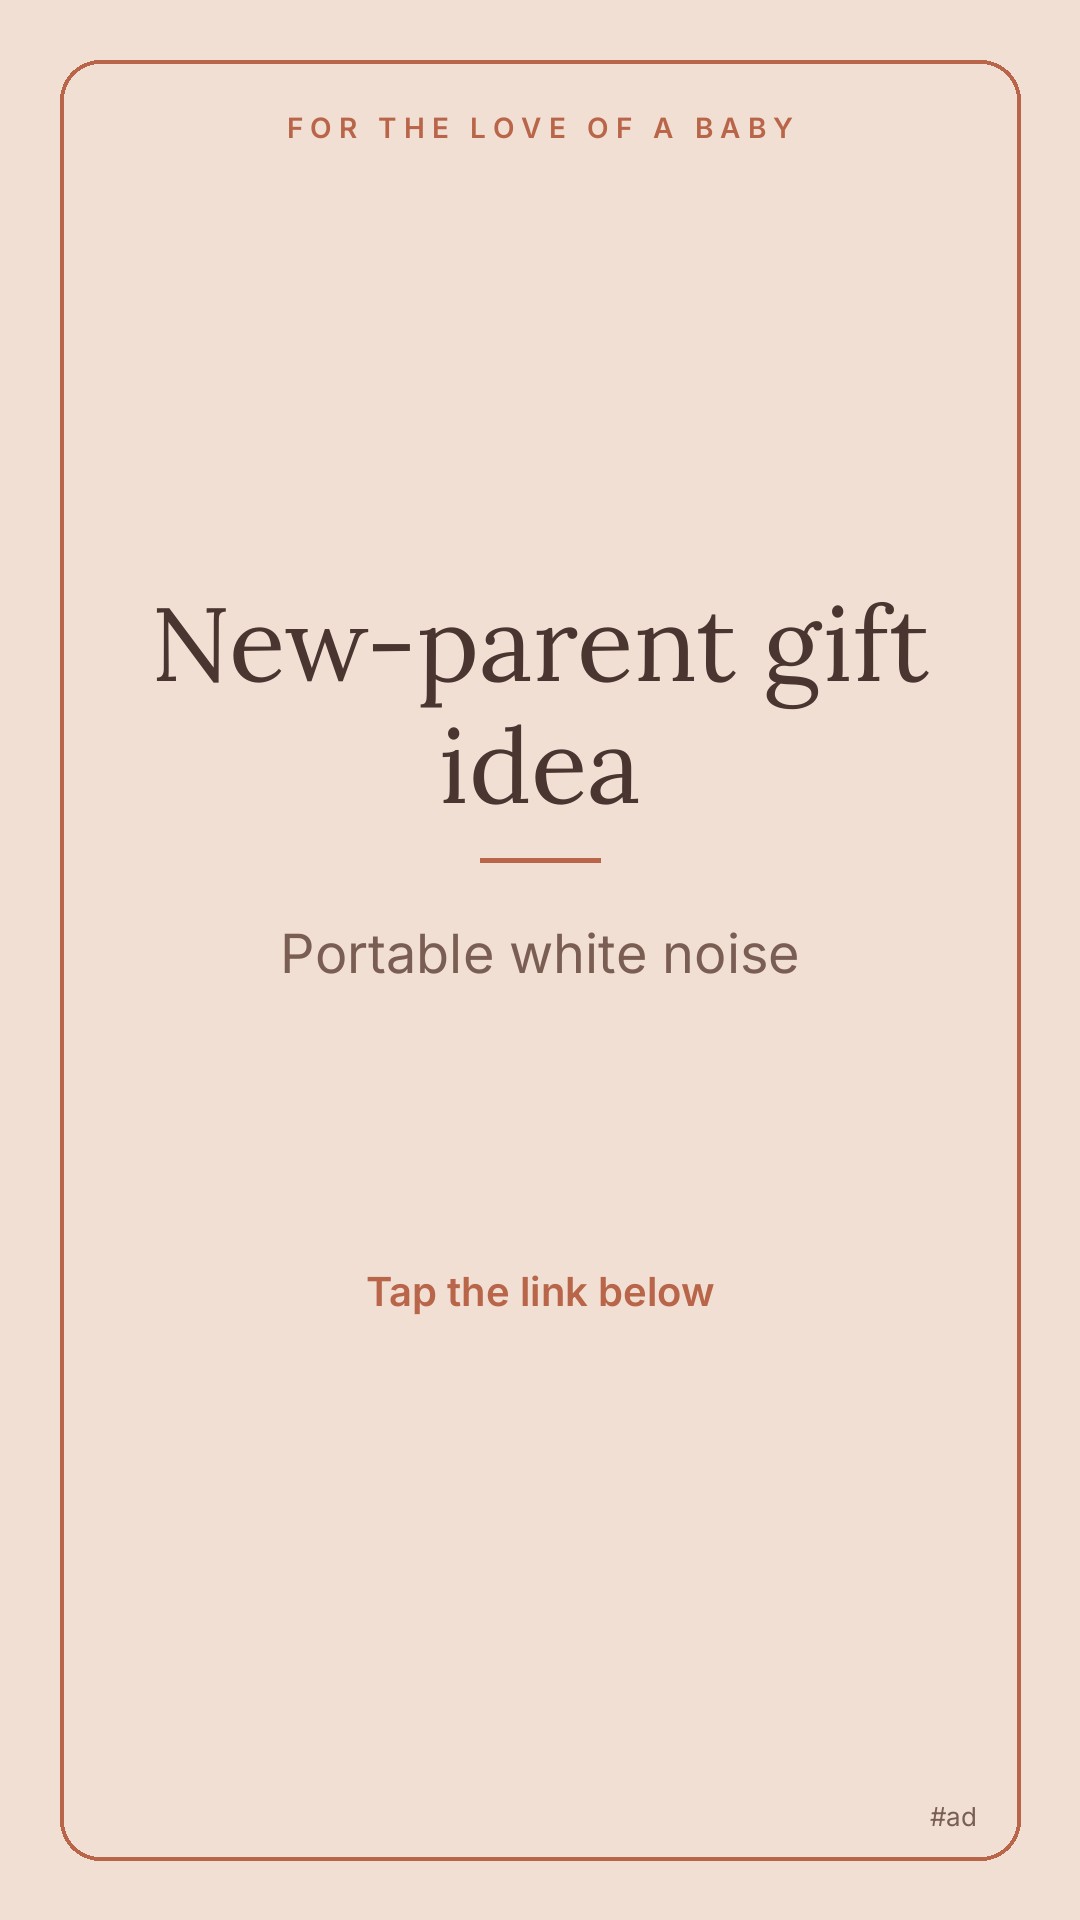 FOR THE LOVE OF A BABY
New-parent gift
idea
Portable white noise
Tap the link below
#ad